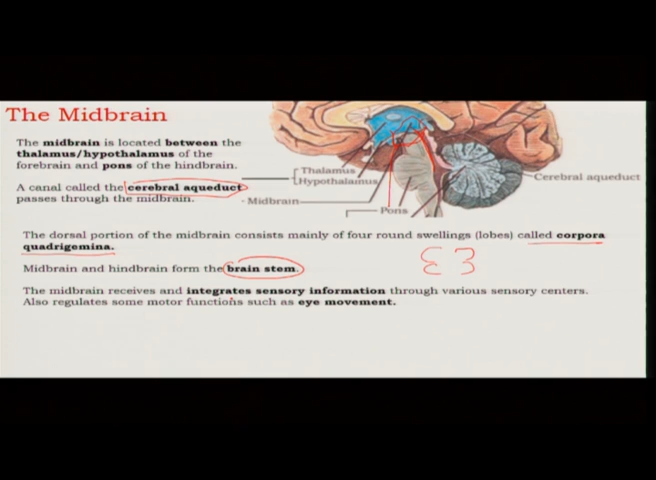 The Midbrain
The midbrain is located between the
thalamus/hypothalamus of the
forebrain and pons of the hindbrain.
A canal called the cerebral aqueduct
passes through the midbrain.
Thalamus
Hypothalamus
Midbrain
Pons
Cerebral aqueduct
The dorsal portion of the midbrain consists mainly of four round swellings (lobes) called corpora
quadrigemina.
Midbrain and hindbrain form the brain stem.
The midbrain receives and integrates sensory information through various sensory centers.
Also regulates some motor functions such as eye movement.